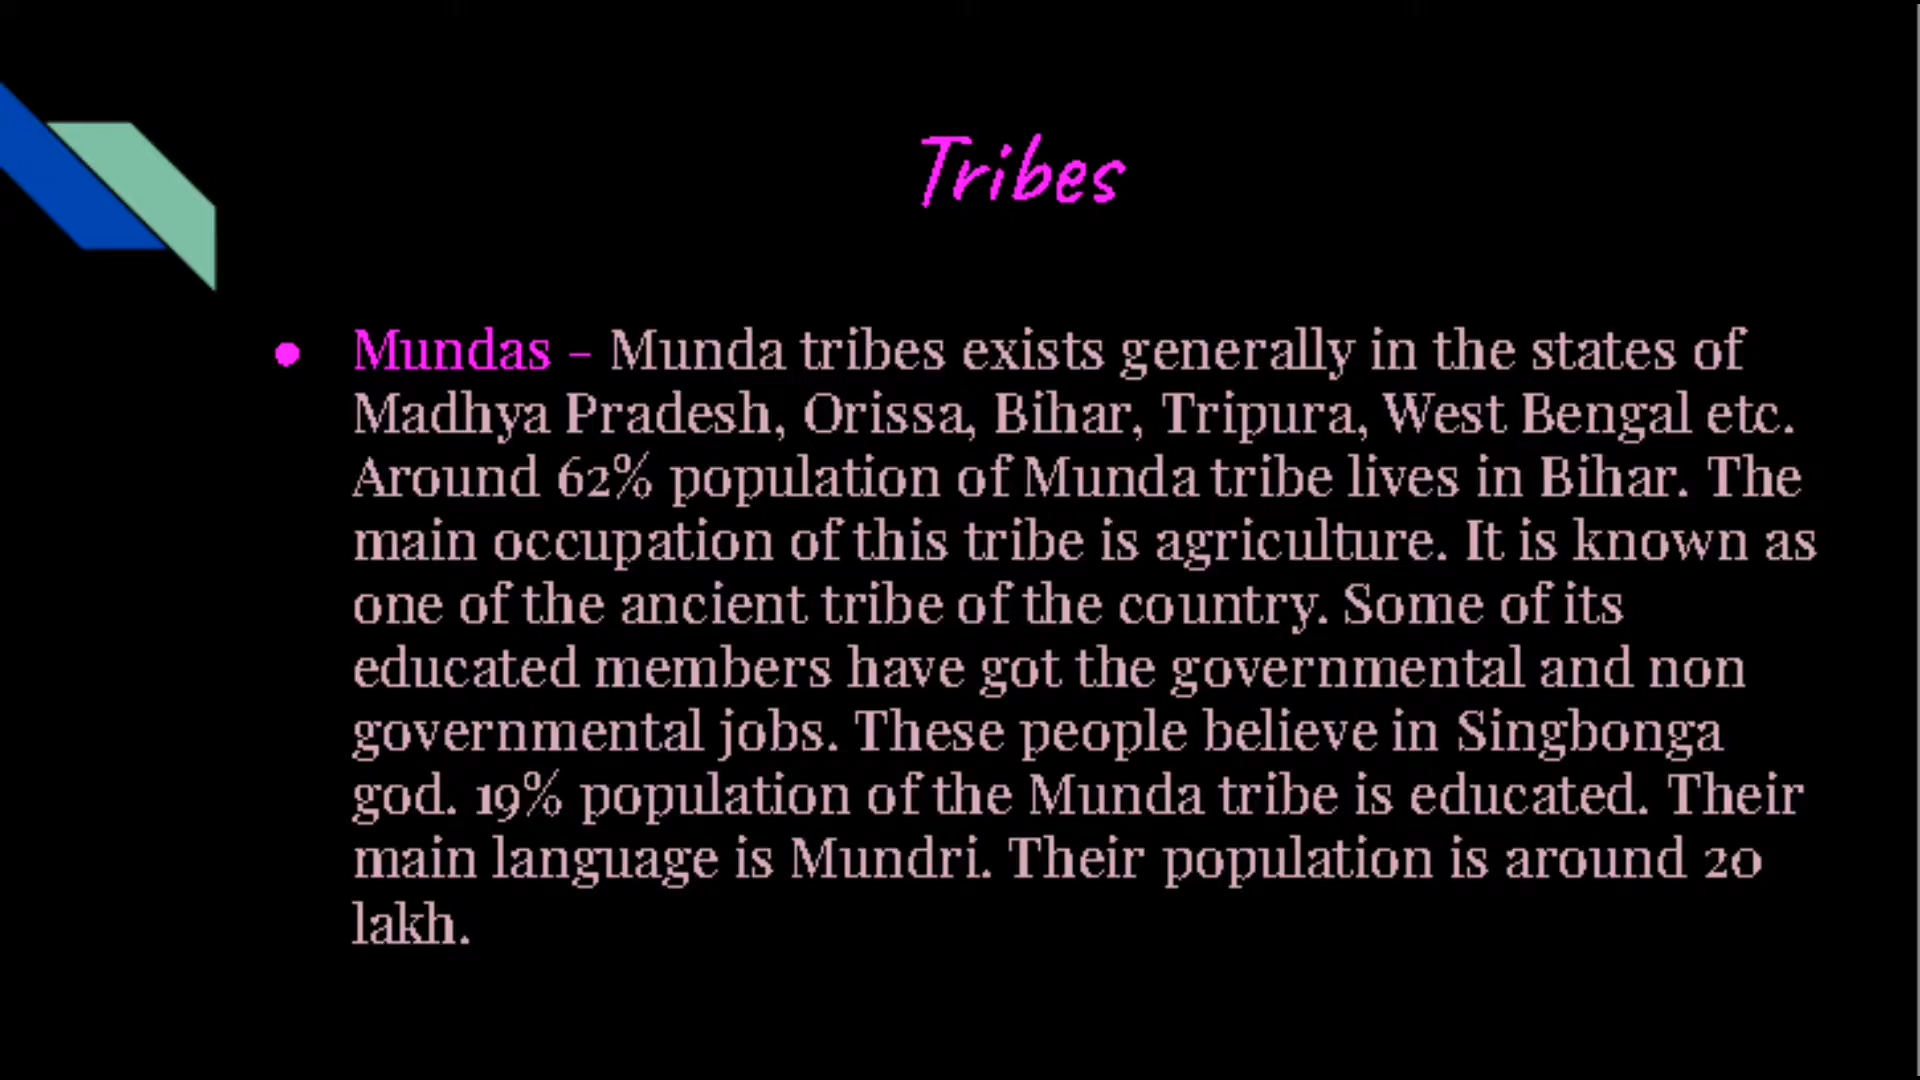 Tribes
● Mundas – Munda tribes exists generally in the states of
Madhya Pradesh, Orissa, Bihar, Tripura, West Bengal etc.
Around 62% population of Munda tribe lives in Bihar. The
main occupation of this tribe is agriculture. It is known as
one of the ancient tribe of the country. Some of its
educated members have got the governmental and non
governmental jobs. These people believe in Singbonga
god. 19% population of the Munda tribe is educated. Their
main language is Mundri. Their population is around 20
lakh.